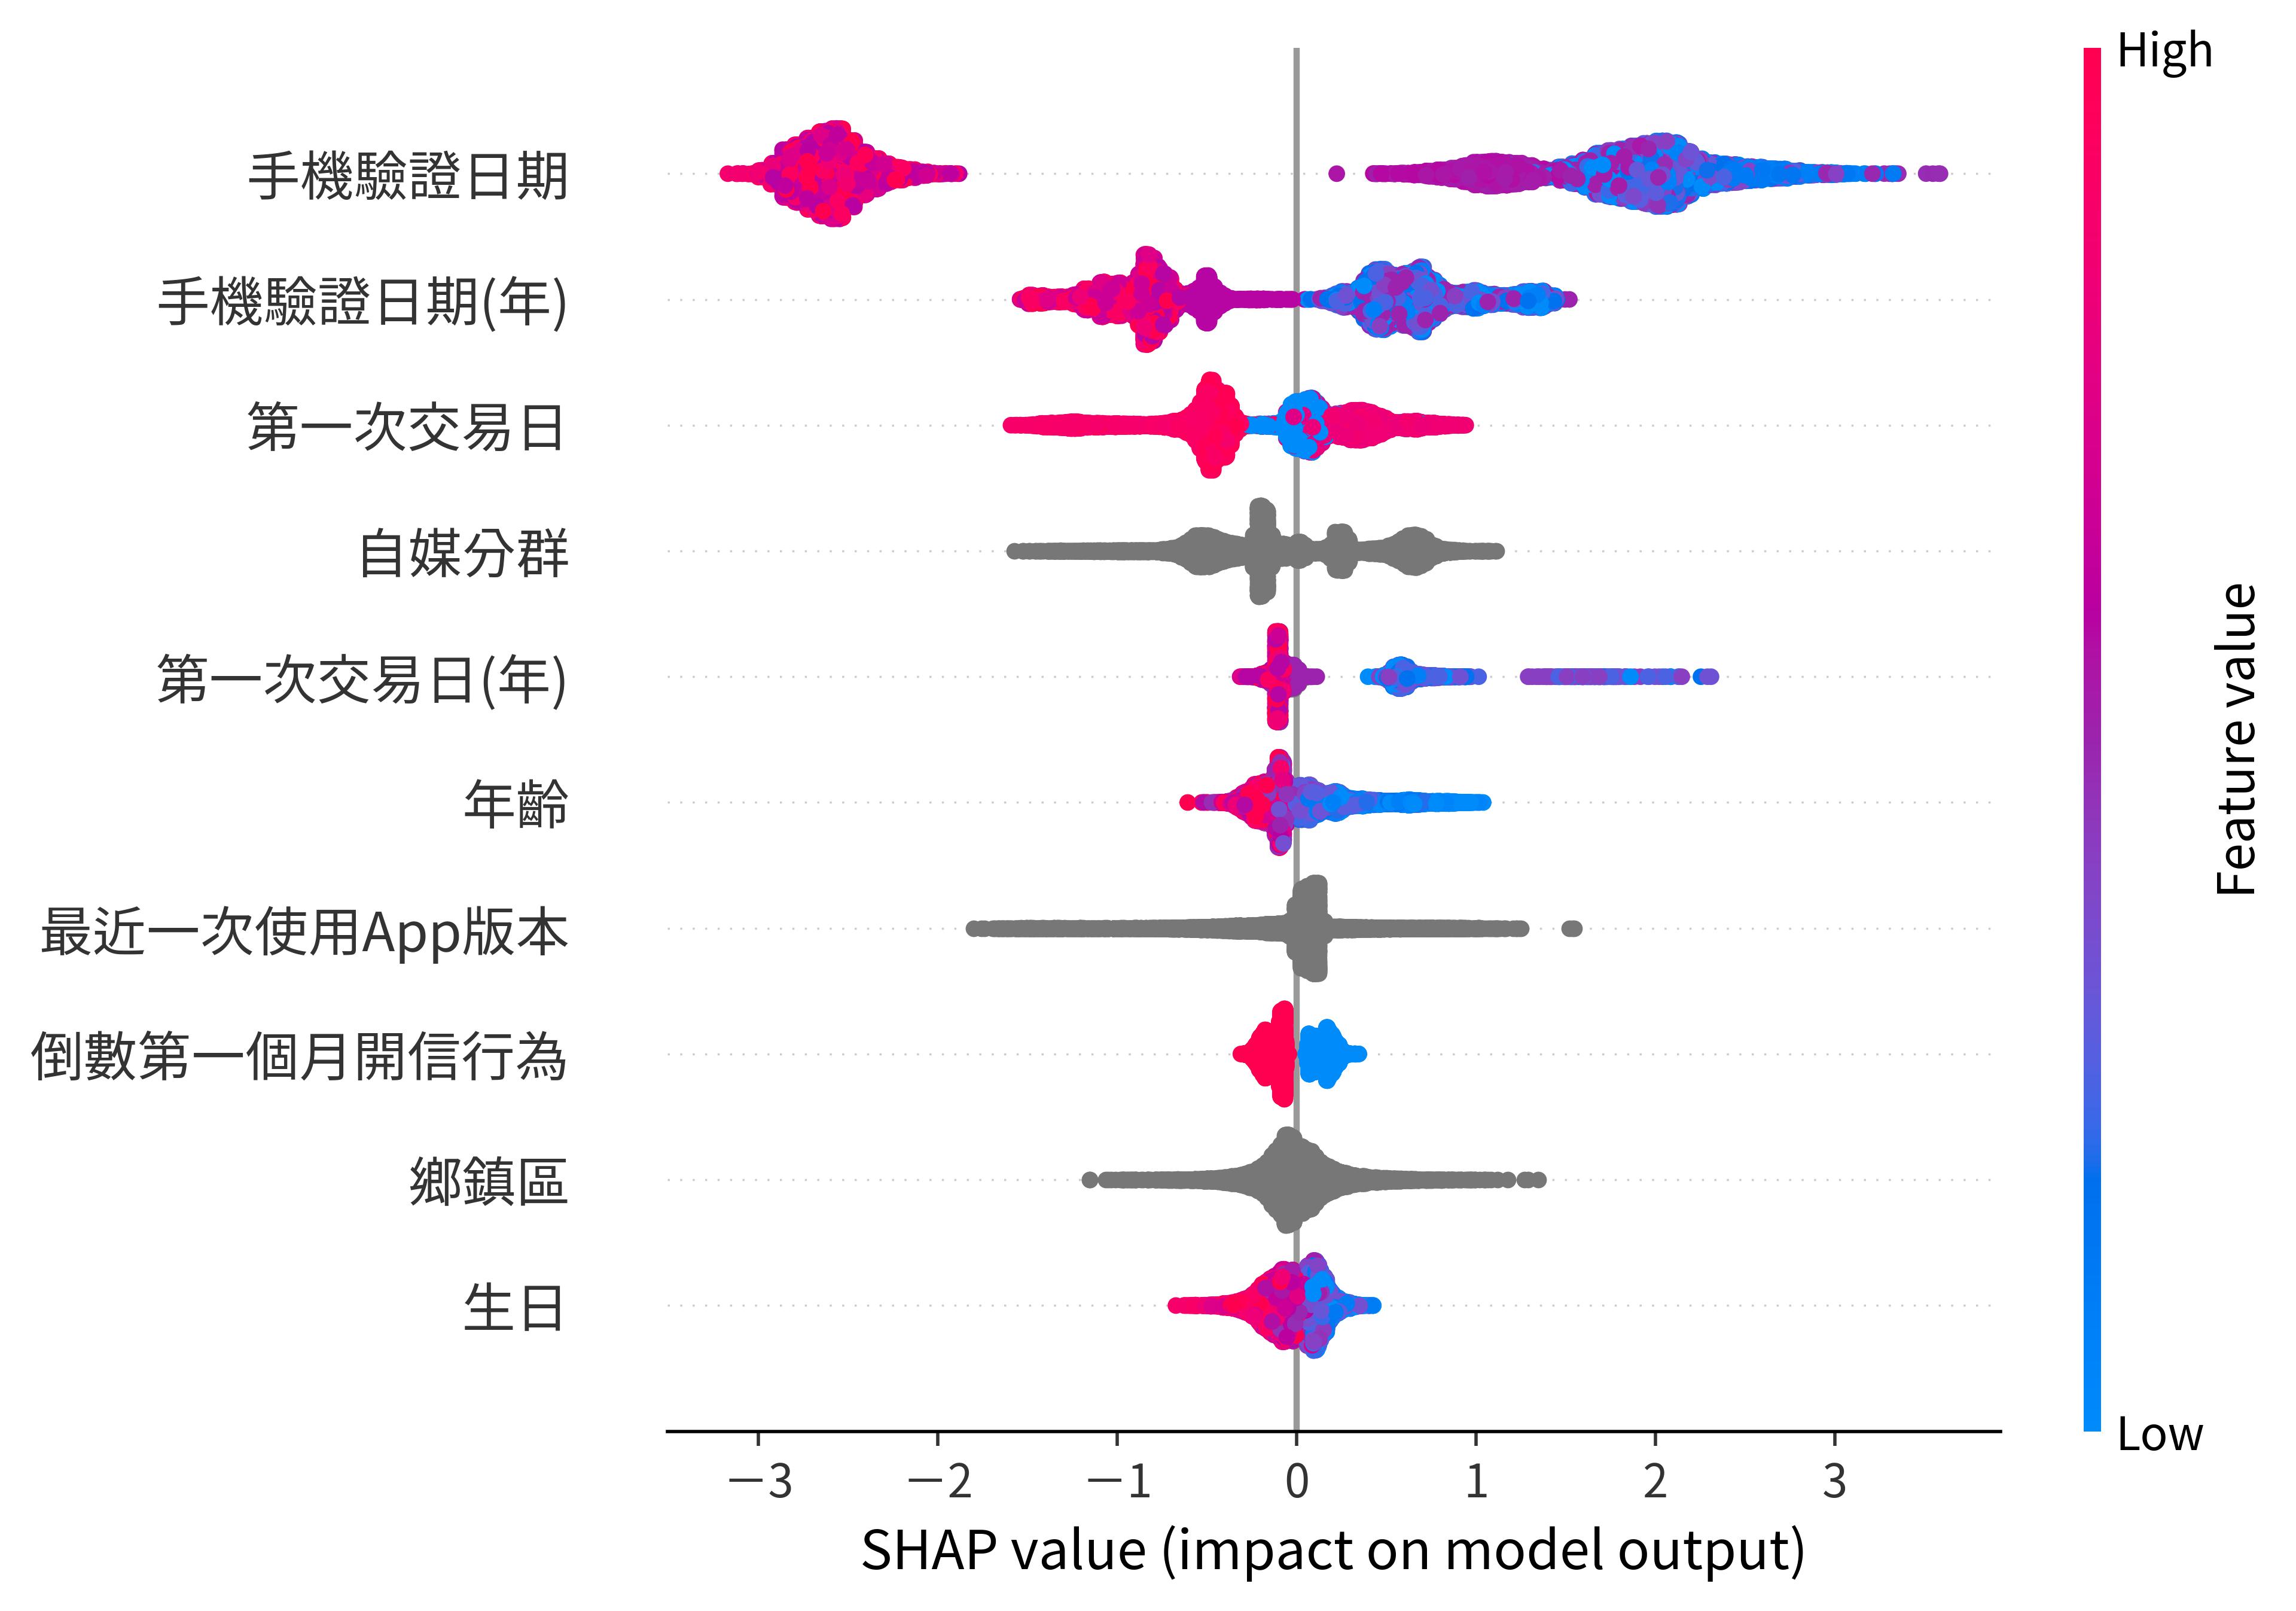 High
手機驗證日期
手機驗證日期(年)
第一次交易日
自媒分群
第一次交易日(年)
年齡
最近一次使用App版本
倒數第一個月開信行為
鄉鎮區
生日
Feature value
Low
−3 −2 −1 0 1 2 3
SHAP value (impact on model output)